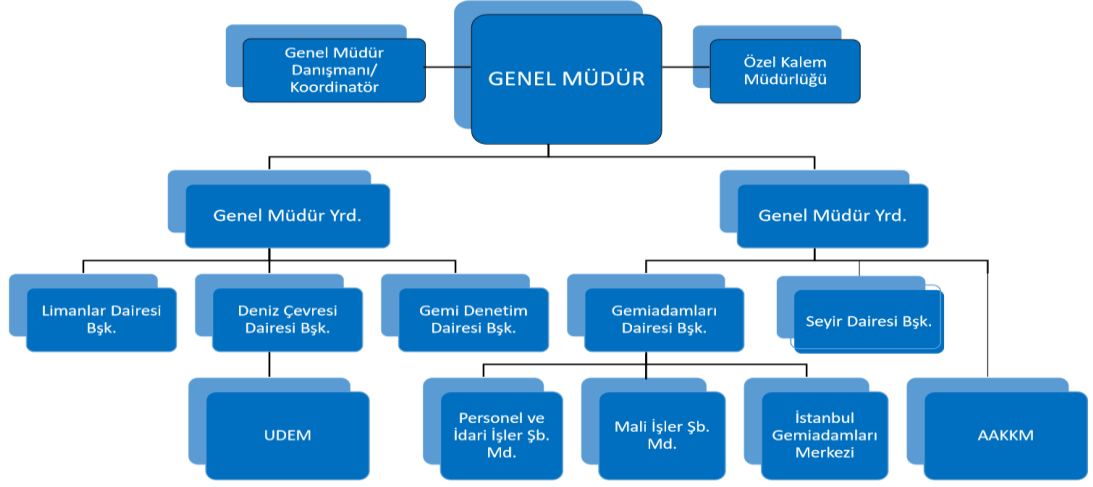 Genel Müdür
Danışmanı/
Koordinatör
GENEL MÜDÜR
Özel Kalem
Müdürlüğü
Genel Müdür Yrd.
Genel Müdür Yrd.
Limanlar Dairesi
Bşk.
Deniz Çevresi
Dairesi Bşk.
Gemi Denetim
Dairesi Bşk.
Gemiadamları
Dairesi Bşk.
Seyir Dairesi Bşk.
UDEM
Personel ve
İdari İşler Şb.
Md.
Mali İşler Şb.
Md.
İstanbul
Gemiadamları
Merkezi
AAKKM